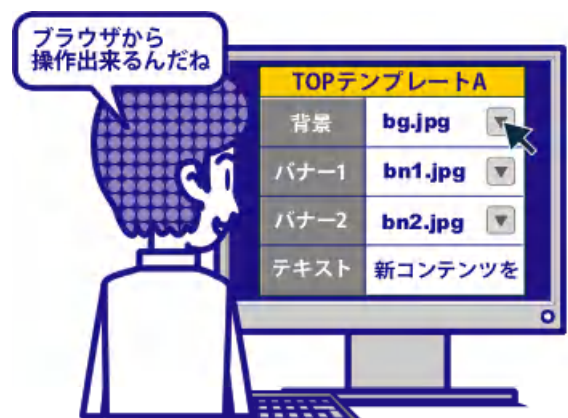 ブラウザから
操作出来るんだね
TOPテンプレートA
背景 bg.jpg
バナー1 bn1.jpg
バナー2 bn2.jpg
テキスト 新コンテンツを